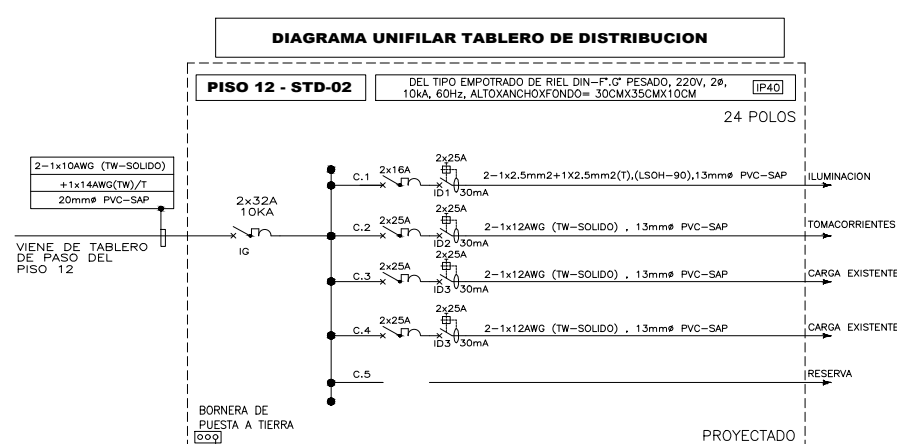 DIAGRAMA UNIFILAR TABLERO DE DISTRIBUCION
PISO 12 - STD-02
DEL TIPO EMPOTRADO DE RIEL DIN-F°.G° PESADO, 220V, 2ø,
10kA, 60Hz, ALTOXANCHOXFONDO= 30CMX35CMX10CM
IP40
24 POLOS
2-1x10AWG (TW-SOLIDO)
+1x14AWG(TW)/T
20mmø PVC-SAP
VIENE DE TABLERO
DE PASO DEL
PISO 12
2x32A
10KA
IG
C.1
2x16A
2x25A
ID1
30mA
2-1x2.5mm2+1X2.5mm2(T),(LSOH-90),13mmø PVC-SAP
ILUMINACION
C.2
2x25A
2x25A
ID2
30mA
2-1x12AWG (TW-SOLIDO) , 13mmø PVC-SAP
TOMACORRIENTES
C.3
2x25A
2x25A
ID3
30mA
2-1x12AWG (TW-SOLIDO) , 13mmø PVC-SAP
CARGA EXISTENTE
C.4
2x25A
2x25A
ID3
30mA
2-1x12AWG (TW-SOLIDO) , 13mmø PVC-SAP
CARGA EXISTENTE
C.5
RESERVA
BORNERA DE
PUESTA A TIERRA
PROYECTADO